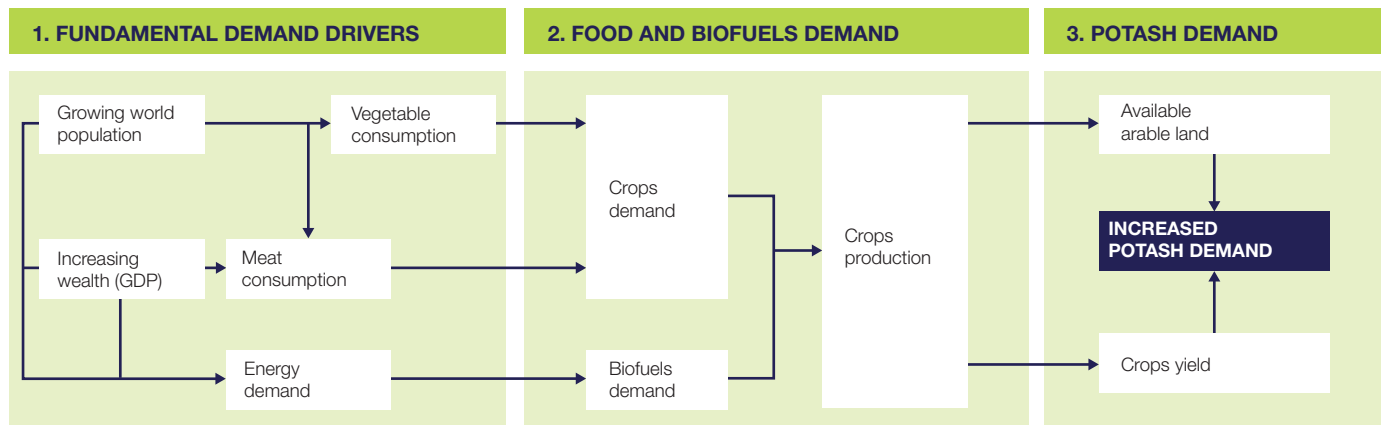 1. FUNDAMENTAL DEMAND DRIVERS
Growing world
population
Vegetable
consumption
Increasing
wealth (GDP)
Meat
consumption
Energy
demand
2. FOOD AND BIOFUELS DEMAND
Crops
demand
Biofuels
demand
Crops
production
3. POTASH DEMAND
Available
arable land
INCREASED
POTASH DEMAND
Crops yield